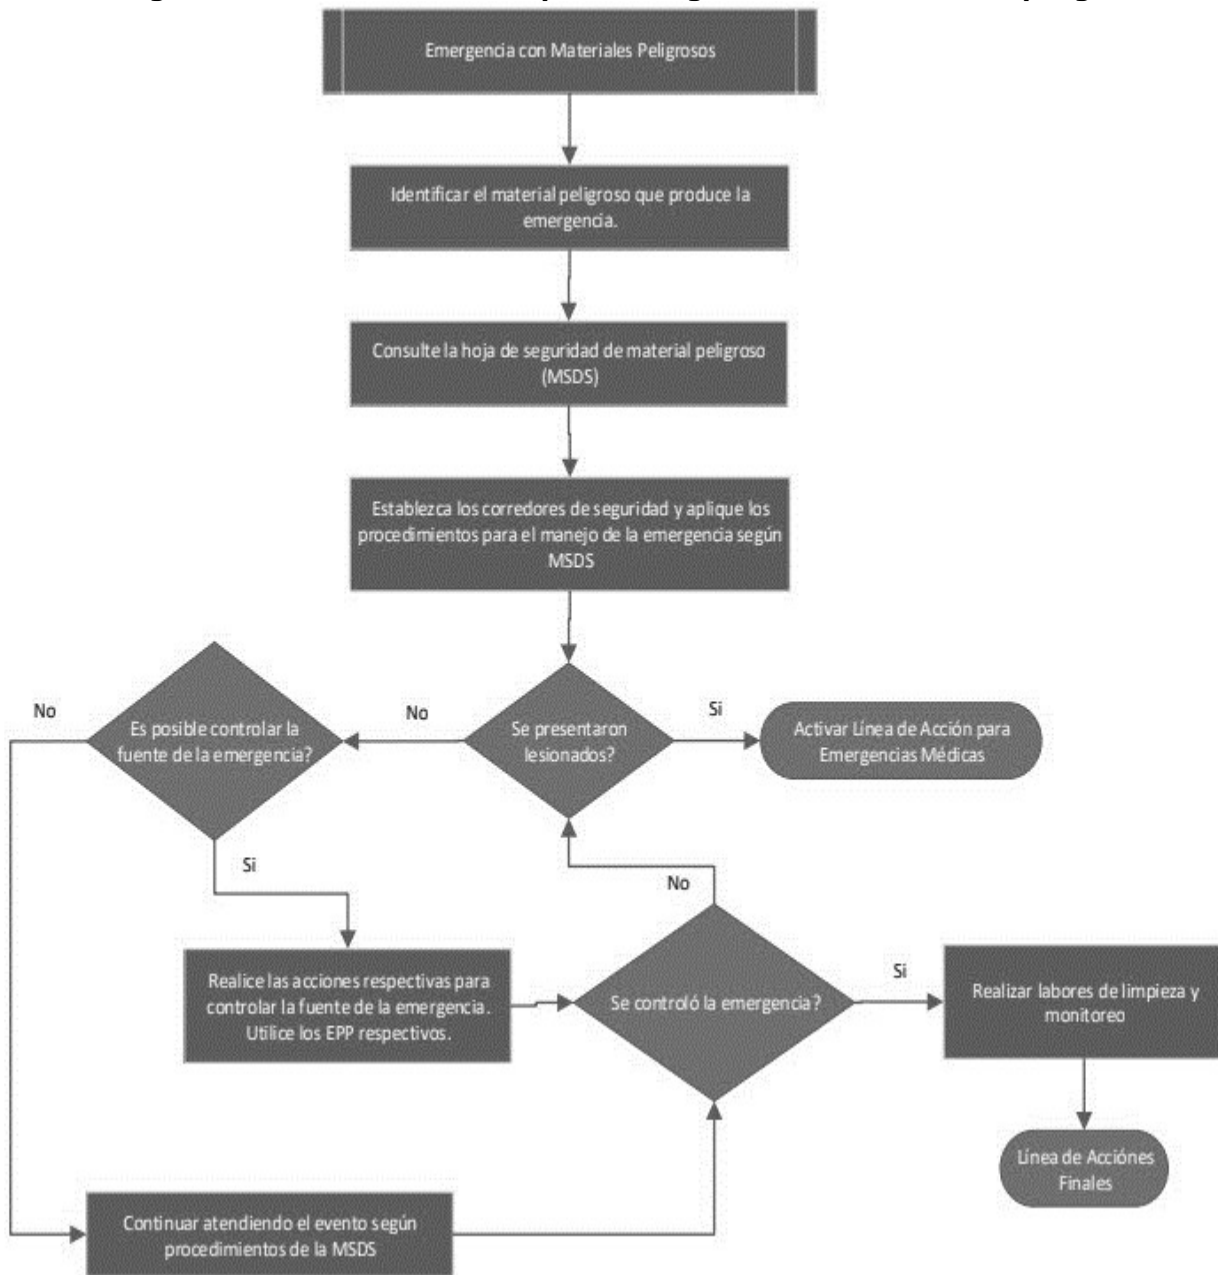 Emergencia con Materiales Peligrosos
Identificar el material peligroso que produce la
emergencia.
Consulte la hoja de seguridad de material peligroso
(MSDS)
Establezca los corredores de seguridad y aplique los
procedimientos para el manejo de la emergencia según
MSDS
Se presentaron
lesionados?
Si
Activar Línea de Acción para
Emergencias Médicas
No
Es posible controlar la
fuente de la emergencia?
No
Si
Realice las acciones respectivas para
controlar la fuente de la emergencia.
Utilice los EPP respectivos.
Se controló la emergencia?
No
Si
Realizar labores de limpieza y
monitoreo
Línea de Acciónes
Finales
Continuar atendiendo el evento según
procedimientos de la MSDS